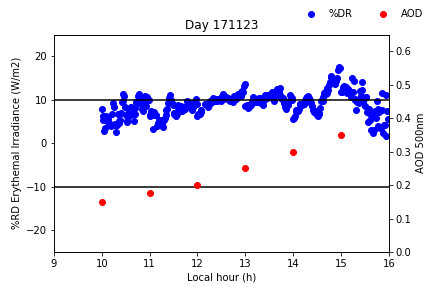 %DR AOD
Day 171123
%RD Erythemal Irradiance (W/m2)
20
10
0
−10
−20
0.6
0.5
0.4
0.3
0.2
0.1
0.0
AOD 500nm
9 10 11 12 13 14 15 16
Local hour (h)